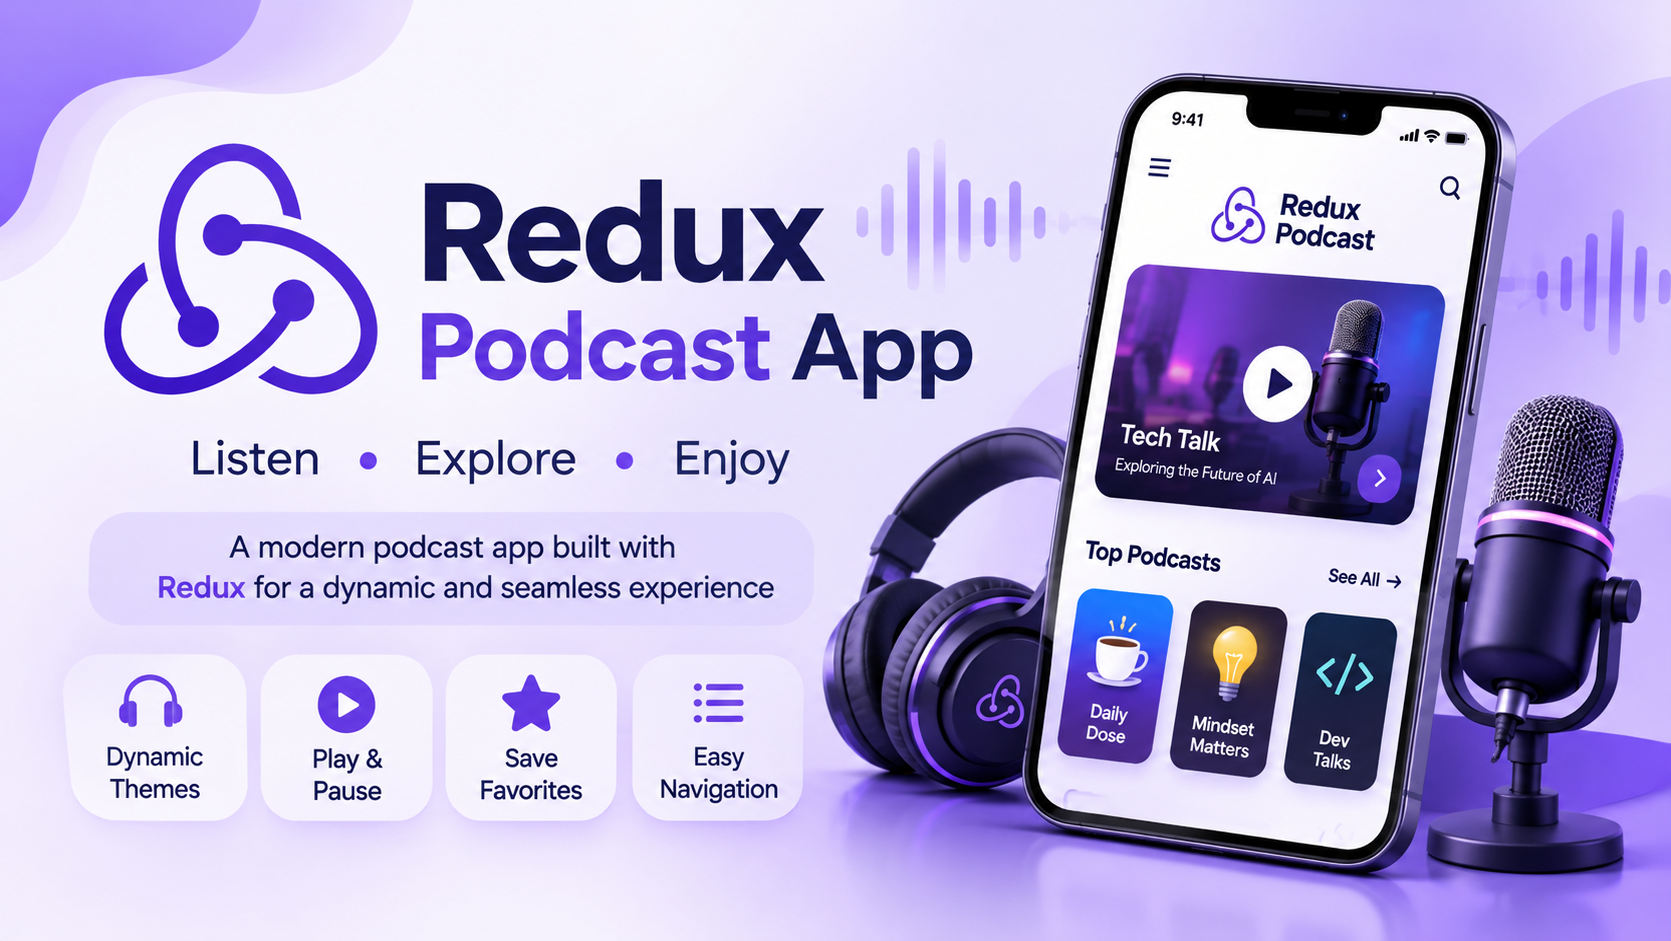 Redux
Podcast App
Listen • Explore • Enjoy
A modern podcast app built with
Redux for a dynamic and seamless experience
Dynamic
Themes
Play &
Pause
Save
Favorites
Easy
Navigation
9:41
Redux
Podcast
Tech Talk
Exploring the Future of AI
Top Podcasts
See All →
Daily
Dose
Mindset
Matters
</>
Dev
Talks